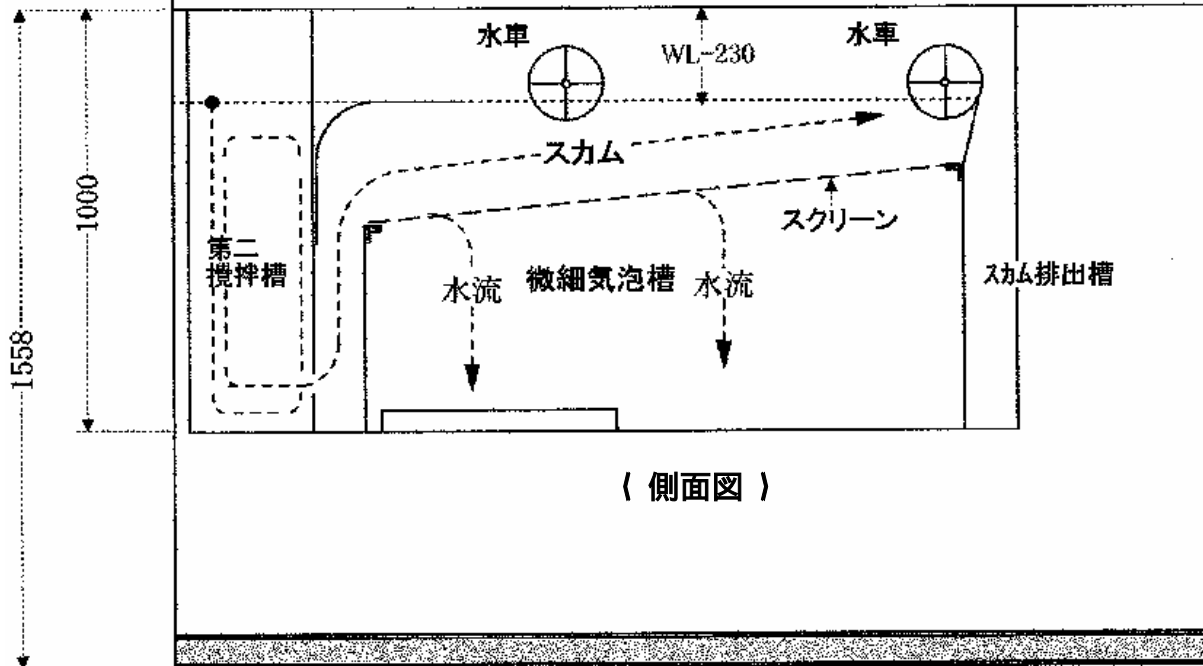 水車
水車
WL-230
スカム
1000
スクリーン
第二
攪拌槽
微細気泡槽
スカム排出槽
水流
水流
1558
( 側面図 )